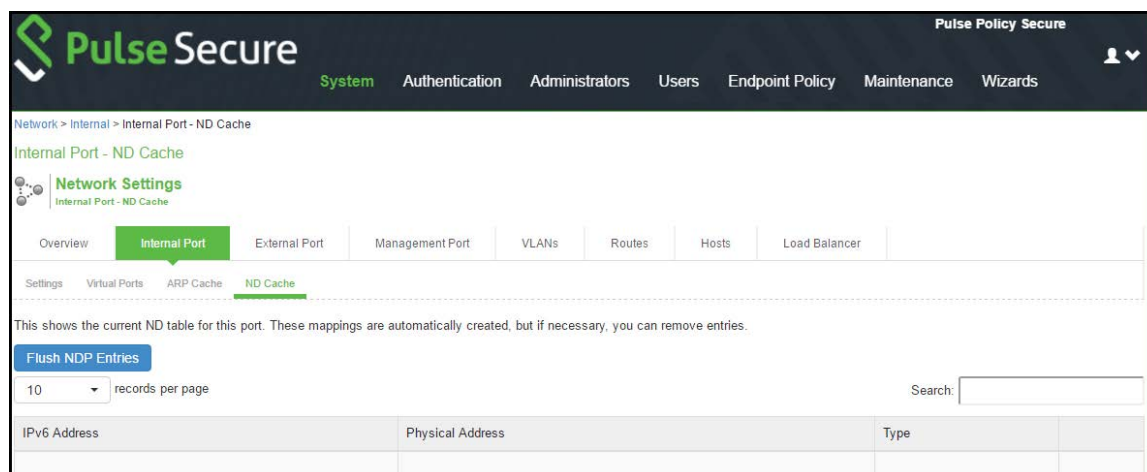 Pulse Policy Secure
Pulse Secure
System Authentication Administrators Users Endpoint Policy Maintenance Wizards
Network > Internal > Internal Port - ND Cache
Internal Port - ND Cache
Network Settings
Internal Port - ND Cache
Overview Internal Port External Port Management Port VLANs Routes Hosts Load Balancer
Settings Virtual Ports ARP Cache ND Cache
This shows the current ND table for this port. These mappings are automatically created, but if necessary, you can remove entries.
Flush NDP Entries
10 records per page Search:
IPv6 Address Physical Address Type